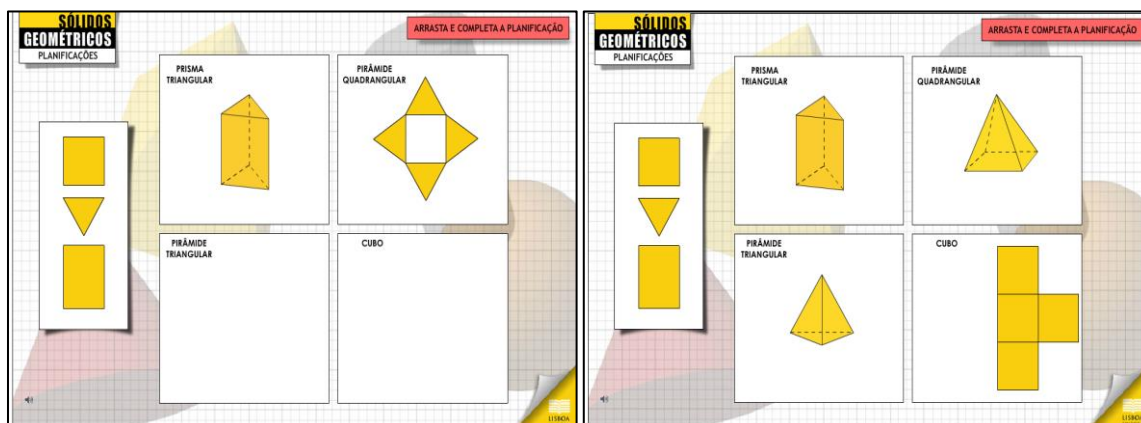 SÓLIDOS
GEOMÉTRICOS
PLANIFICAÇÕES
ARRASTA E COMPLETA A PLANIFICAÇÃO
PRISMA
TRIANGULAR
PIRÂMIDE
QUADRANGULAR
PIRÂMIDE
TRIANGULAR
CUBO
LISBOA
SÓLIDOS
GEOMÉTRICOS
PLANIFICAÇÕES
ARRASTA E COMPLETA A PLANIFICAÇÃO
PRISMA
TRIANGULAR
PIRÂMIDE
QUADRANGULAR
PIRÂMIDE
TRIANGULAR
CUBO
LISBOA